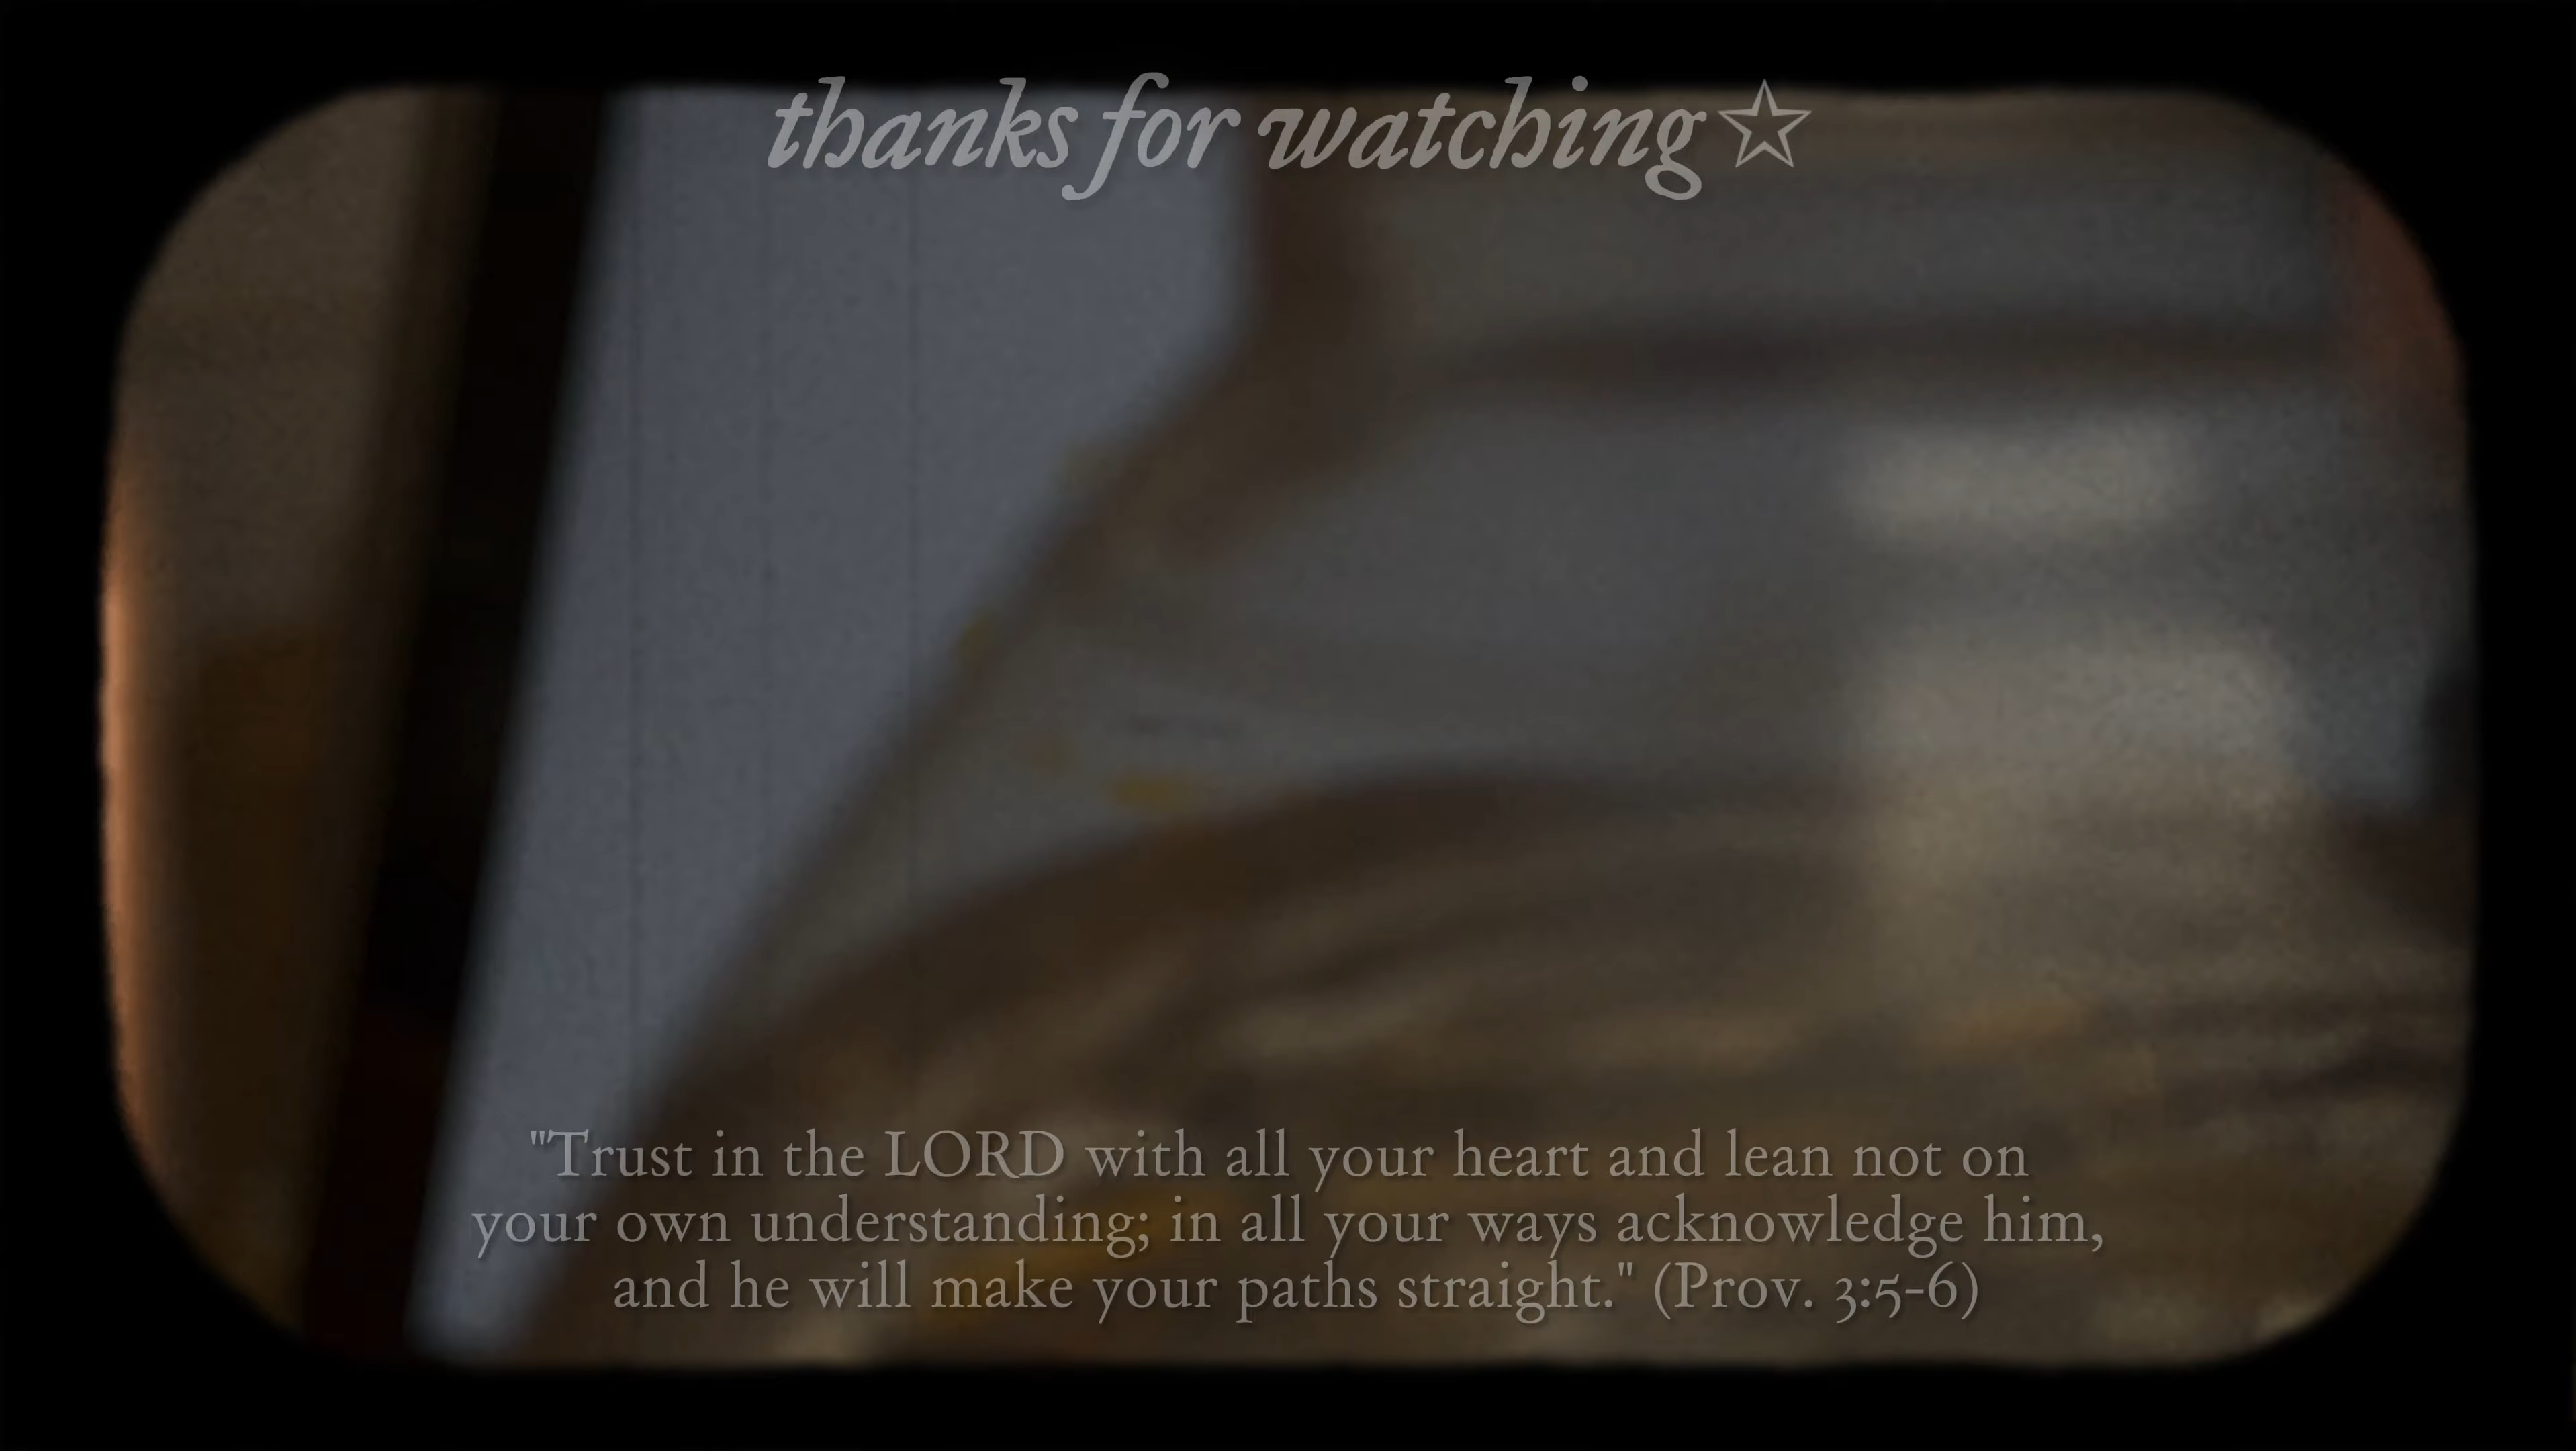 thanks for watching☆
"Trust in the LORD with all your heart and lean not on
your own understanding; in all your ways acknowledge him,
and he will make your paths straight." (Prov. 3:5-6)